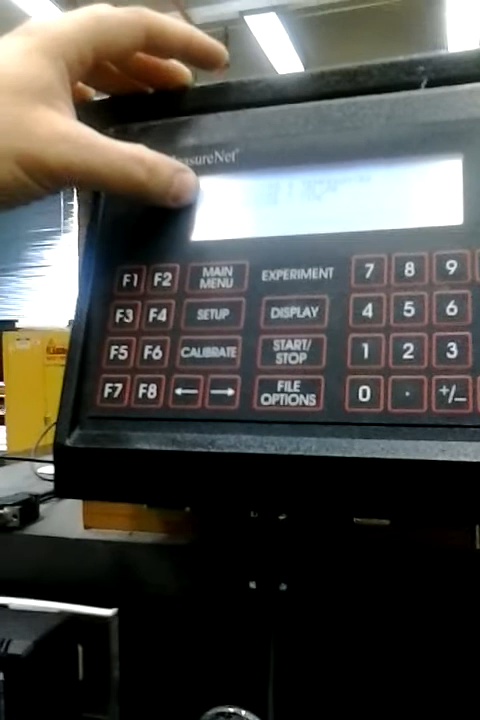 easureNet
F1 F2 MAIN MENU EXPERIMENT 7 8 9
F3 F4 SETUP DISPLAY 4 5 6
F5 F6 CALIBRATE START/STOP 1 2 3
F7 F8 ← → FILE OPTIONS 0 . +/-